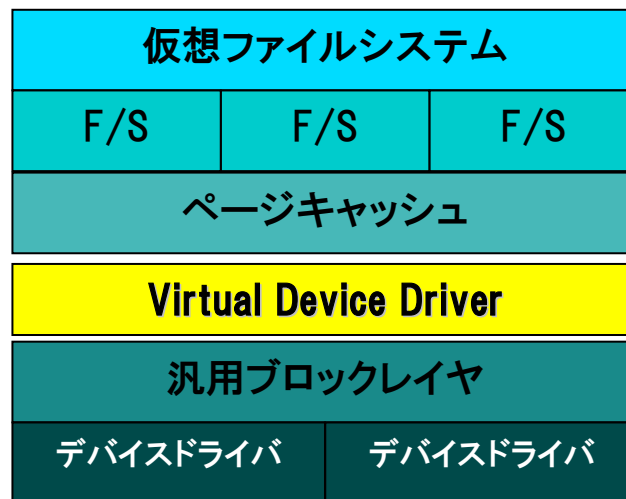 仮想ファイルシステム
F/S
F/S
F/S
ページキャッシュ
Virtual Device Driver
汎用ブロックレイヤ
デバイスドライバ
デバイスドライバ